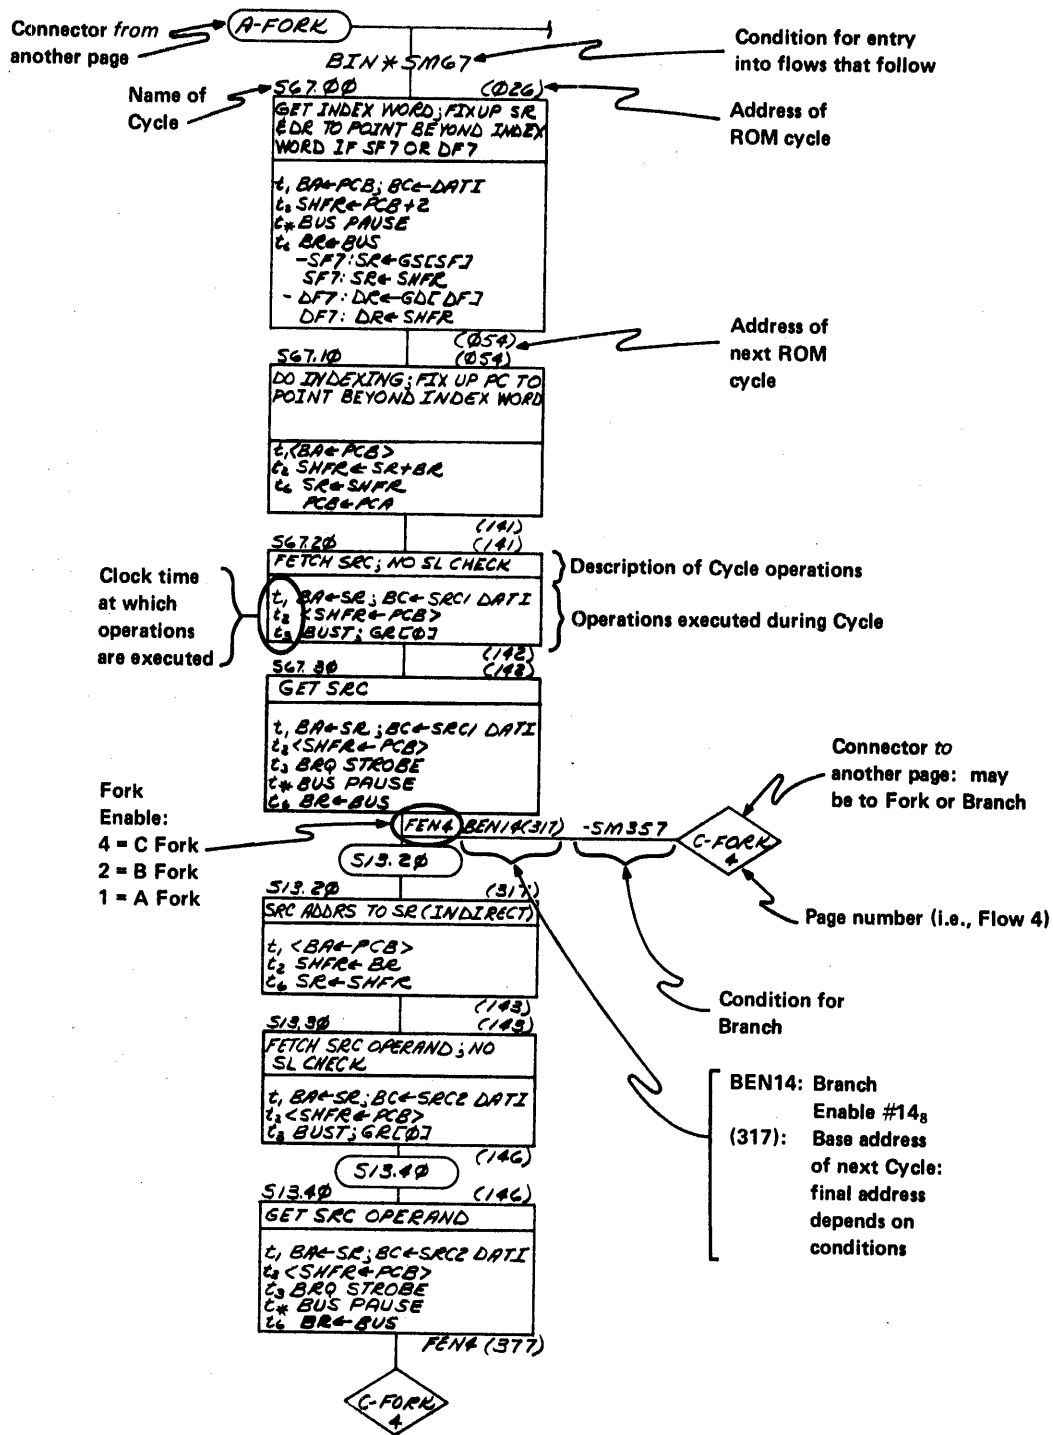 Connector from
another page
A-FORK
BIN*SM67
Condition for entry
into flows that follow
Name of
Cycle
S67.00
(026)
Address of
ROM cycle
GET INDEX WORD; FIXUP SR
& DR TO POINT BEYOND INDEX
WORD IF SF7 OR DF7
t1 BA←PCB; BC←DATI
t2 SHFR←PCB+2
t* BUS PAUSE
t6 BR←BUS
-SF7: SR←GS[SF]
SF7: SR←SHFR
-DF7: DR←GD[DF]
DF7: DR←SHFR
(054)
Address of
next ROM
cycle
S67.10
(054)
DO INDEXING; FIX UP PC TO
POINT BEYOND INDEX WORD
t1 <BA←PCB>
t2 SHFR←SR+BR
t6 SR←SHFR
PCB←PCA
(141)
S67.20
(141)
FETCH SRC; NO SL CHECK
Description of Cycle operations
Clock time
at which
operations
are executed
t1 BA←SR; BC←SRC1 DATI
t2 <SHFR←PCB>
t3 BUST; GR[0]
Operations executed during Cycle
(142)
S67.30
(142)
GET SRC
t1 BA←SR; BC←SRC1 DATI
t2 <SHFR←PCB>
t3 BRQ STROBE
t* BUS PAUSE
t6 BR←BUS
Connector to
another page: may
be to Fork or Branch
Fork
Enable:
4 = C Fork
2 = B Fork
1 = A Fork
FEN4
BEN14(317)
-SM357
C-FORK
4
S13.20
Page number (i.e., Flow 4)
S13.20
(317)
SRC ADDRS TO SR (INDIRECT)
t1 <BA←PCB>
t2 SHFR←BR
t6 SR←SHFR
(143)
Condition for
Branch
S13.30
(143)
FETCH SRC OPERAND; NO
SL CHECK
t1 BA←SR; BC←SRC2 DATI
t2 <SHFR←PCB>
t3 BUST; GR[0]
(146)
BEN14: Branch
Enable #14₈
(317): Base address
of next Cycle:
final address
depends on
conditions
S13.40
S13.40
(146)
GET SRC OPERAND
t1 BA←SR; BC←SRC2 DATI
t2 <SHFR←PCB>
t3 BRQ STROBE
t* BUS PAUSE
t6 BR←BUS
FEN4 (377)
C-FORK
4